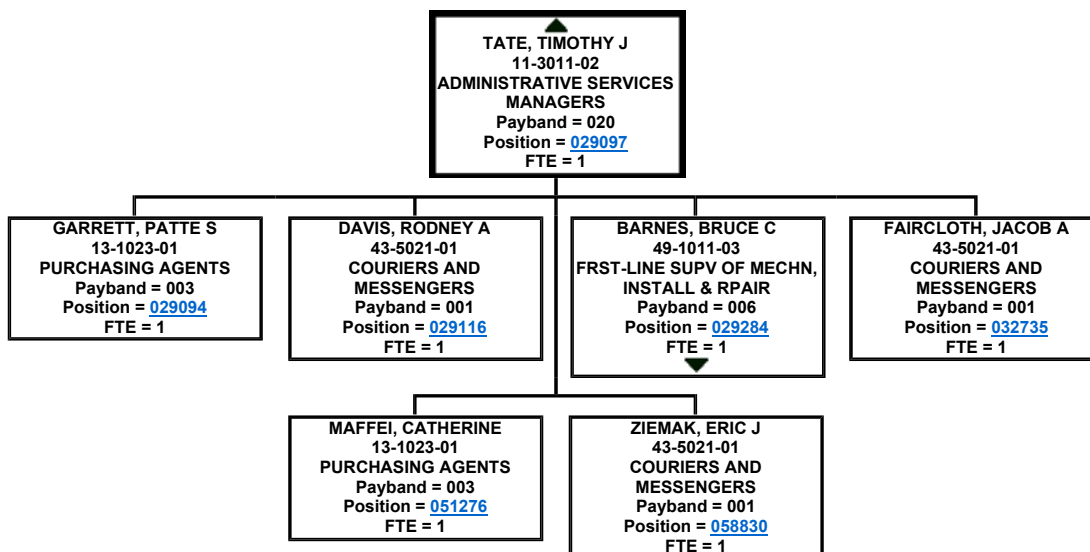 TATE, TIMOTHY J
11-3011-02
ADMINISTRATIVE SERVICES
MANAGERS
Payband = 020
Position = 029097
FTE = 1
GARRETT, PATTE S
13-1023-01
PURCHASING AGENTS
Payband = 003
Position = 029094
FTE = 1
DAVIS, RODNEY A
43-5021-01
COURIERS AND
MESSENGERS
Payband = 001
Position = 029116
FTE = 1
BARNES, BRUCE C
49-1011-03
FRST-LINE SUPV OF MECHN,
INSTALL & RPAIR
Payband = 006
Position = 029284
FTE = 1
FAIRCLOTH, JACOB A
43-5021-01
COURIERS AND
MESSENGERS
Payband = 001
Position = 032735
FTE = 1
MAFFEI, CATHERINE
13-1023-01
PURCHASING AGENTS
Payband = 003
Position = 051276
FTE = 1
ZIEMAK, ERIC J
43-5021-01
COURIERS AND
MESSENGERS
Payband = 001
Position = 058830
FTE = 1